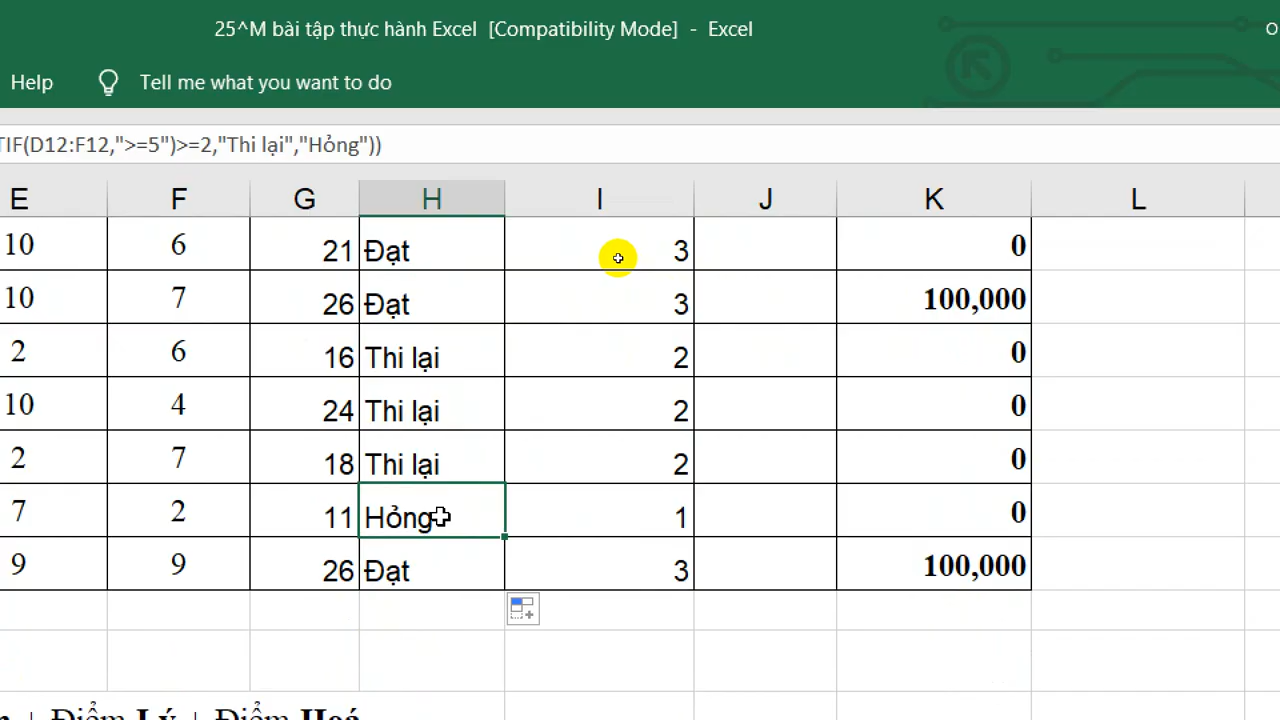 25^M bài tập thực hành Excel [Compatibility Mode] - Excel
Help Tell me what you want to do
TIF(D12:F12,">=5")>=2,"Thi lại","Hỏng"))
E F G H I J K L
10 6 21 Đạt 3 0
10 7 26 Đạt 3 100,000
2 6 16 Thi lại 2 0
10 4 24 Thi lại 2 0
2 7 18 Thi lại 2 0
7 2 11 Hỏng 1 0
9 9 26 Đạt 3 100,000
+ Điểm Lý + Điểm Hoá